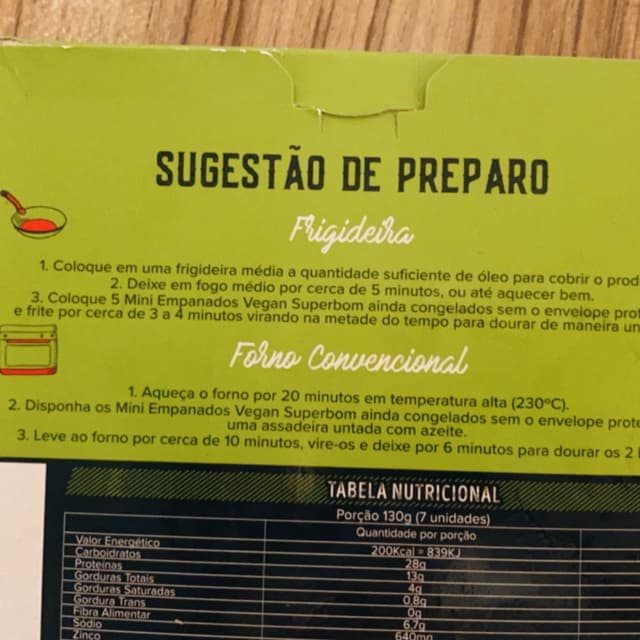 SUGESTÃO DE PREPARO
Frigideira
1. Coloque em uma frigideira média a quantidade suficiente de óleo para cobrir o
2. Deixe em fogo médio por cerca de 5 minutos, ou até aquecer bem.
3. Coloque 5 Mini Empanados Vegan Superbom ainda congelados sem o envelope
e frite por cerca de 3 a 4 minutos virando na metade do tempo para dourar de maneira
Forno Convencional
1. Aqueça o forno por 20 minutos em temperatura alta (230ºC).
2. Disponha os Mini Empanados Vegan Superbom ainda congelados sem o envelope
uma assadeira untada com azeite.
3. Leve ao forno por cerca de 10 minutos, vire-os e deixe por 6 minutos para dourar os 2
TABELA NUTRICIONAL
Porção 130g (7 unidades)
Quantidade por porção
Valor Energético 200Kcal = 839KJ
Carboidratos 28g
Proteínas 13g
Gorduras Totais 4g
Gorduras Saturadas 0,8g
Gordura Trans 0g
Fibra Alimentar 6,7g
Sódio 640mg
Zinco